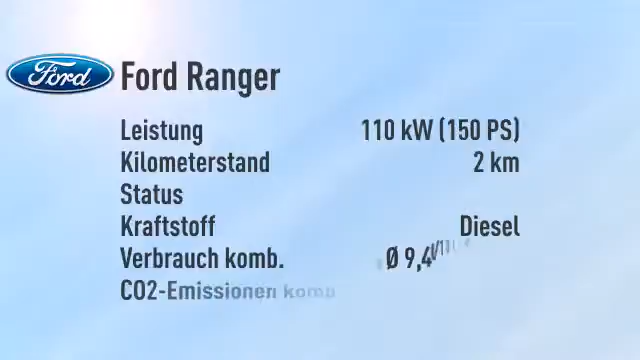 Ford
Ford Ranger
Leistung 110 kW (150 PS)
Kilometerstand 2 km
Status
Kraftstoff Diesel
Verbrauch komb. Ø 9,4
CO2-Emissionen komb